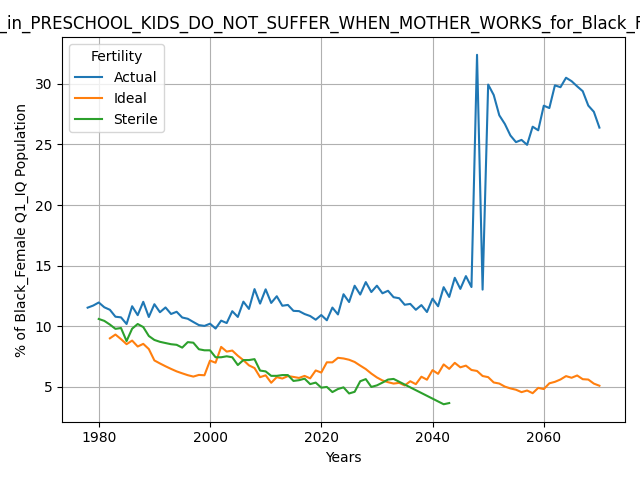 _in_PRESCHOOL_KIDS_DO_NOT_SUFFER_WHEN_MOTHER_WORKS_for_Black_F
Fertility
Actual
Ideal
Sterile
% of Black_Female Q1_IQ Population
30
25
20
15
10
5
1980 2000 2020 2040 2060
Years